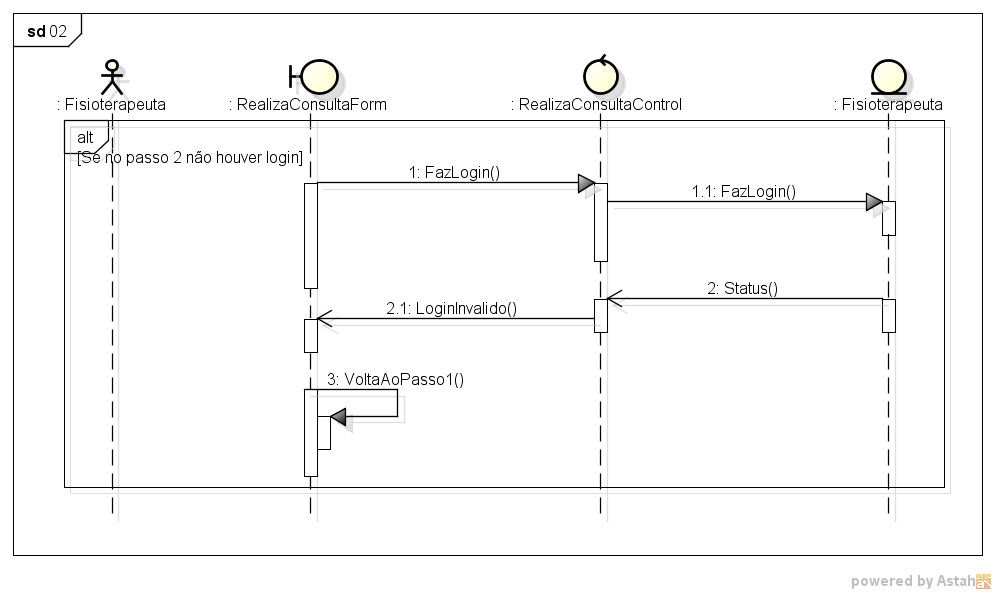 sd 02
: Fisioterapeuta
: RealizaConsultaForm
: RealizaConsultaControl
: Fisioterapeuta
alt
[Se no passo 2 não houver login]
1: FazLogin()
1.1: FazLogin()
2: Status()
2.1: LoginInvalido()
3: VoltaAoPasso1()
powered by Astah